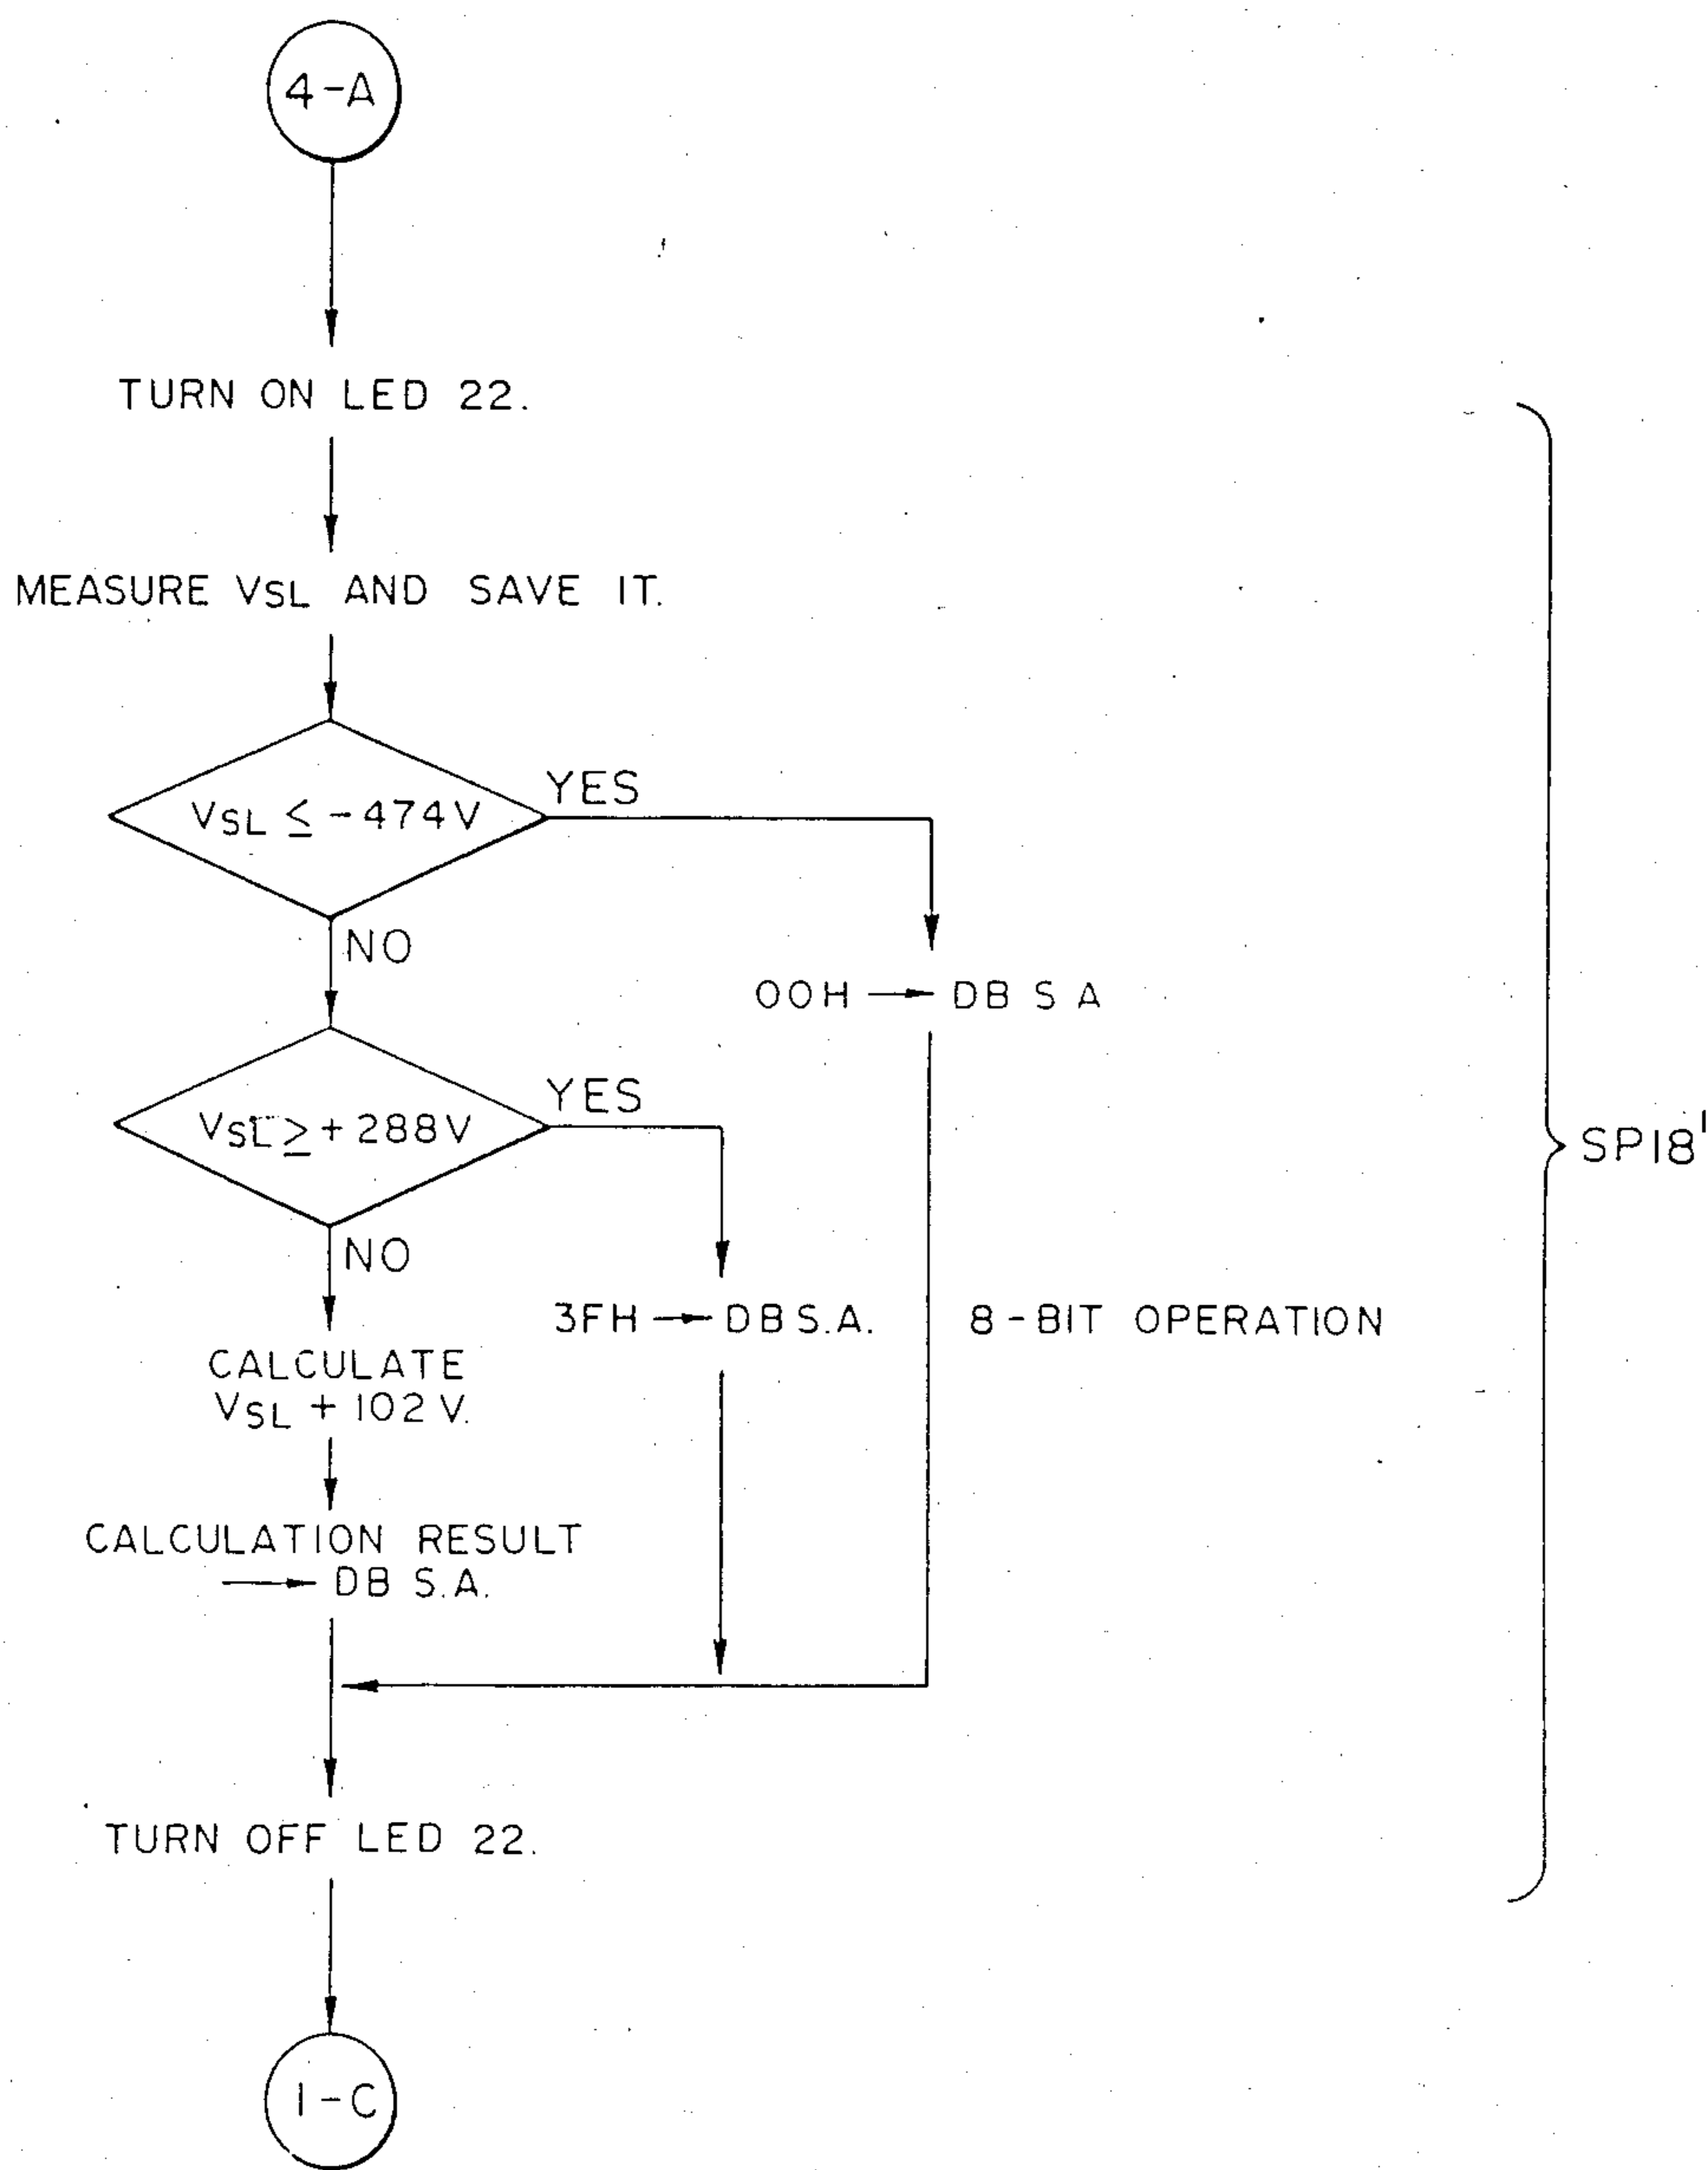 4-A
TURN ON LED 22.
MEASURE VSL AND SAVE IT.
VSL ≤ -474V
YES
NO
00H → DB S A
VSL ≥ +288V
YES
NO
3FH → DB S.A.
8-BIT OPERATION
SP18'
CALCULATE
VSL + 102 V.
CALCULATION RESULT
→ DB S.A.
TURN OFF LED 22.
1-C